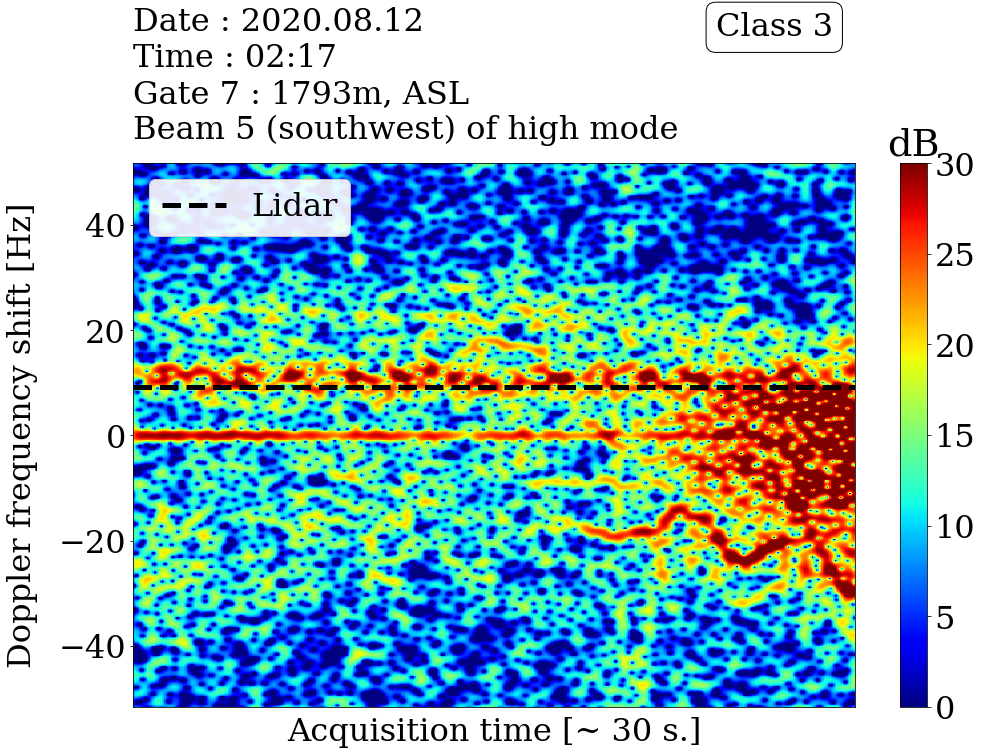 Date : 2020.08.12
Time : 02:17
Gate 7 : 1793m, ASL
Beam 5 (southwest) of high mode
Class 3
dB
Lidar
Doppler frequency shift [Hz]
40
20
0
−20
−40
30
25
20
15
10
5
0
Acquisition time [~ 30 s.]